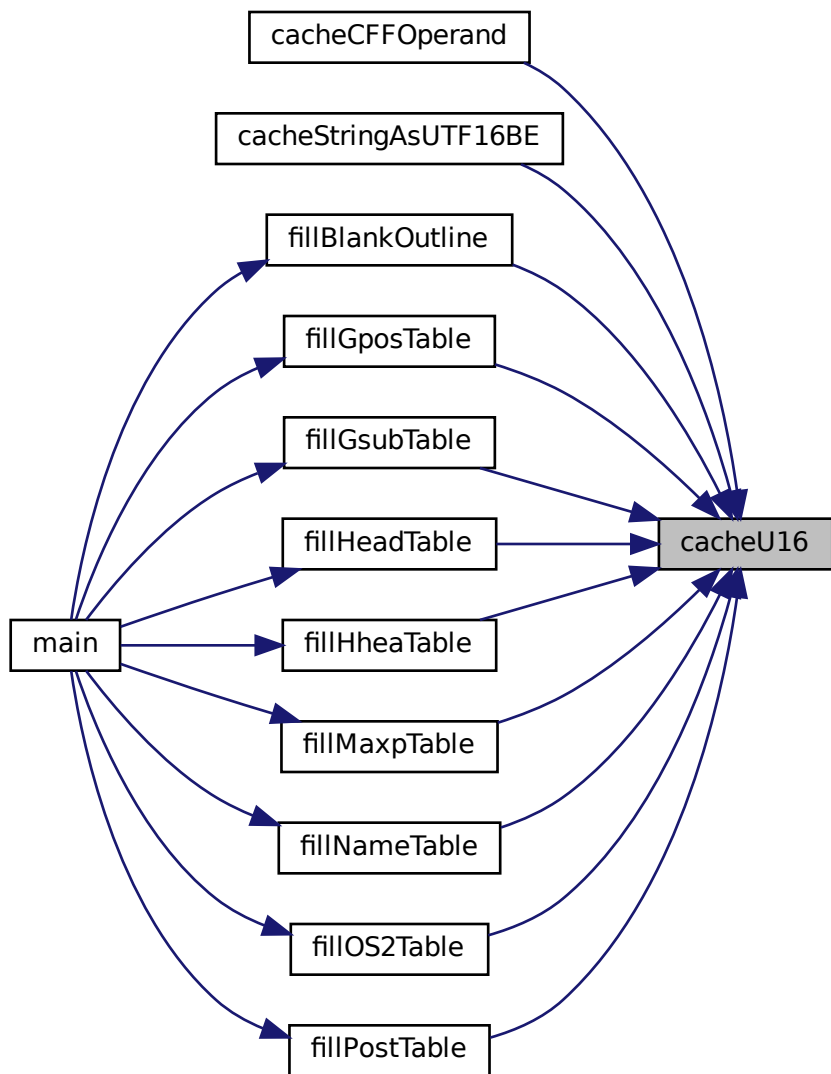 cacheCFFOperand
cacheStringAsUTF16BE
fillBlankOutline
fillGposTable
fillGsubTable
fillHeadTable
cacheU16
main
fillHheaTable
fillMaxpTable
fillNameTable
fillOS2Table
fillPostTable